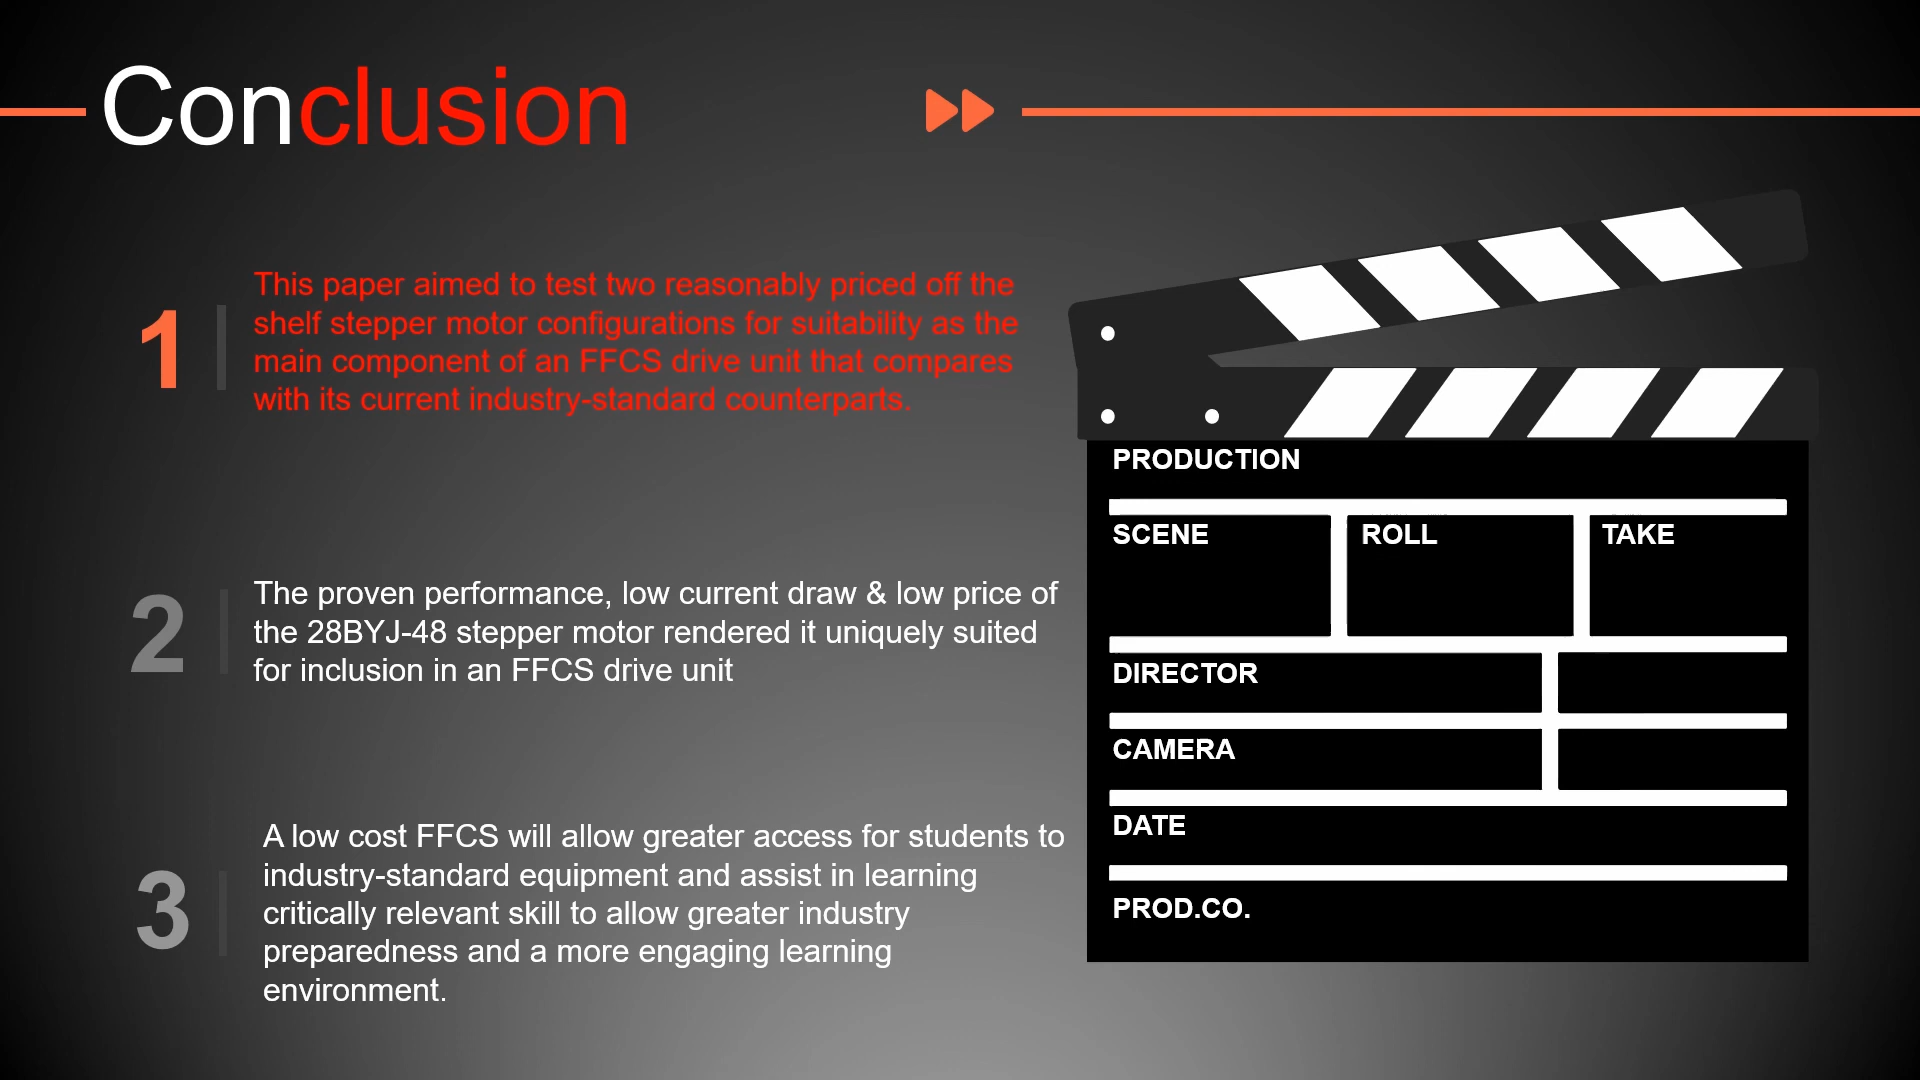 Conclusion
1
This paper aimed to test two reasonably priced off the
shelf stepper motor configurations for suitability as the
main component of an FFCS drive unit that compares
with its current industry-standard counterparts.
2
The proven performance, low current draw & low price of
the 28BYJ-48 stepper motor rendered it uniquely suited
for inclusion in an FFCS drive unit
3
A low cost FFCS will allow greater access for students to
industry-standard equipment and assist in learning
critically relevant skill to allow greater industry
preparedness and a more engaging learning
environment.
PRODUCTION
SCENE ROLL TAKE
DIRECTOR
CAMERA
DATE
PROD.CO.